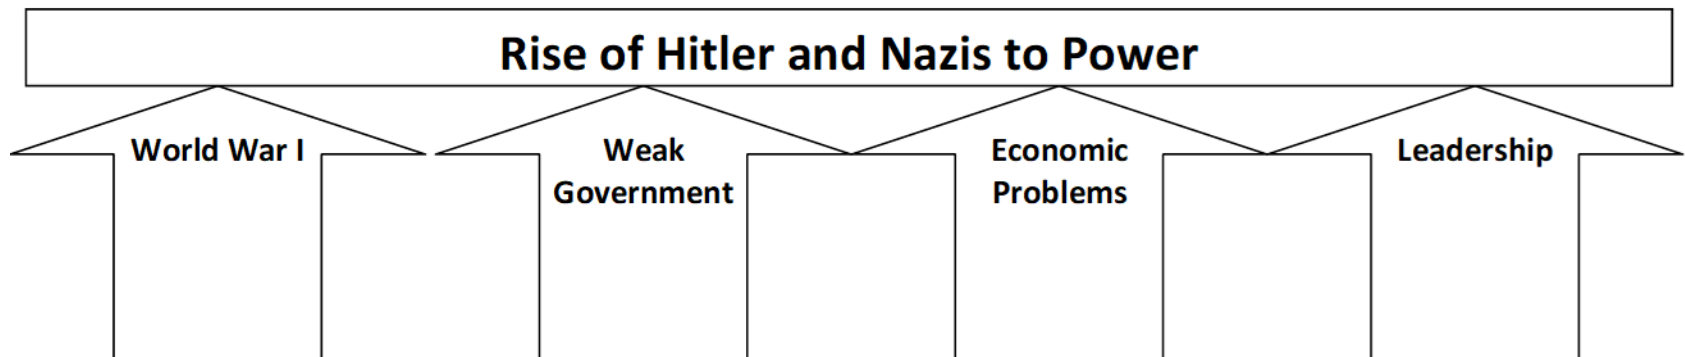 Rise of Hitler and Nazis to Power
World War I
Weak
Government
Economic
Problems
Leadership